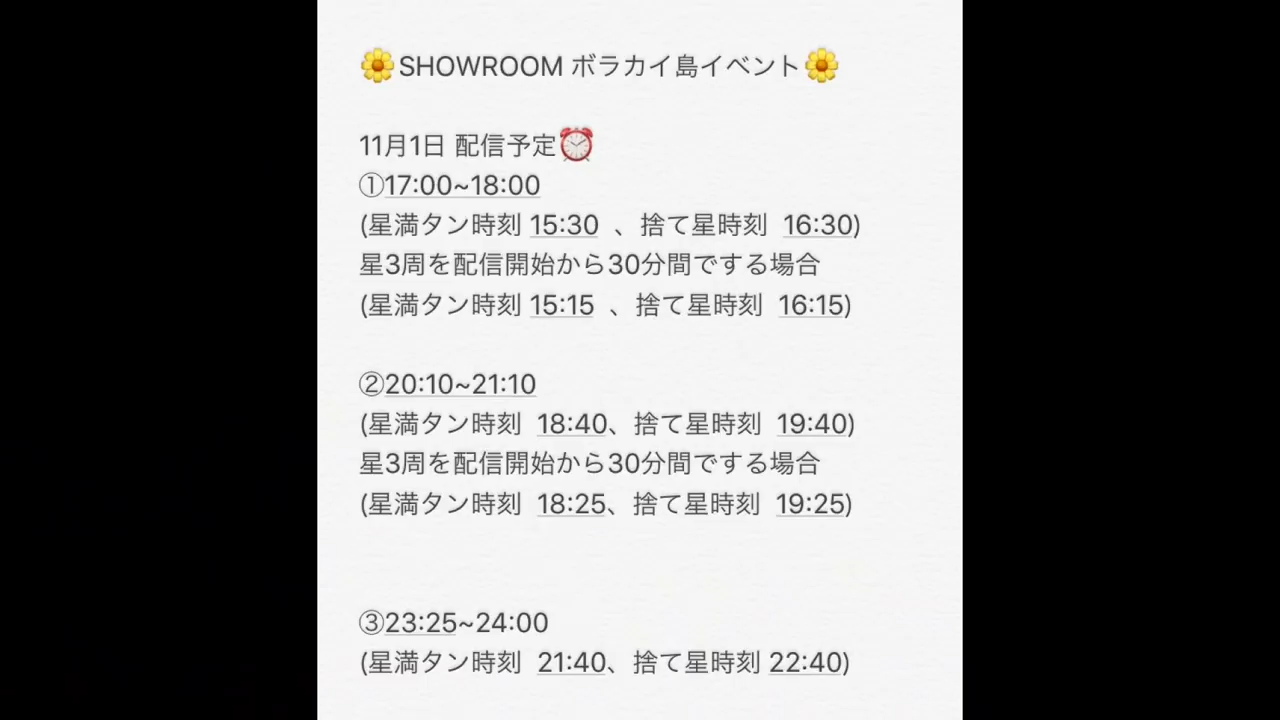 🌼SHOWROOM ボラカイ島イベント🌼
11月1日 配信予定⏰
①17:00~18:00
(星満タン時刻 15:30 、捨て星時刻 16:30)
星3周を配信開始から30分間でする場合
(星満タン時刻 15:15 、捨て星時刻 16:15)
②20:10~21:10
(星満タン時刻 18:40、捨て星時刻 19:40)
星3周を配信開始から30分間でする場合
(星満タン時刻 18:25、捨て星時刻 19:25)
③23:25~24:00
(星満タン時刻 21:40、捨て星時刻 22:40)